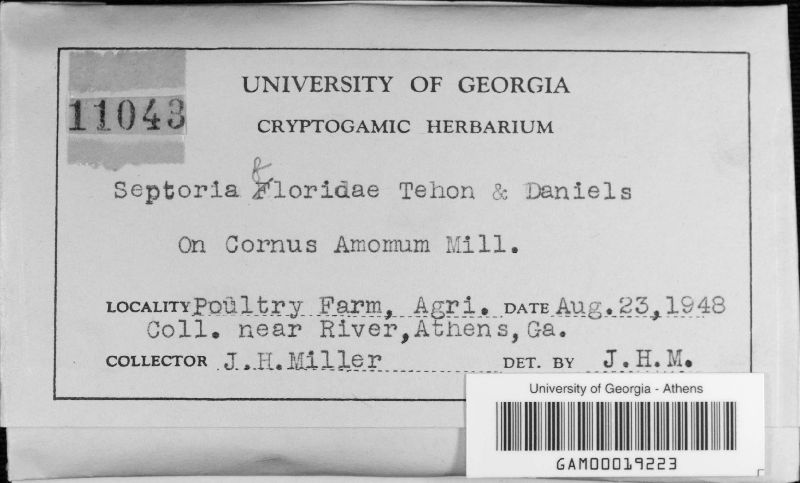 UNIVERSITY OF GEORGIA
11043
CRYPTOGAMIC HERBARIUM
f
Septoria Floridae Tehon & Daniels
On Cornus Amomum Mill.
LOCALITY Poultry Farm, Agri. DATE Aug.23,1948
Coll. near River,Athens,Ga.
COLLECTOR J.H.Miller DET. BY J.H.M.
University of Georgia - Athens
GAM00019223